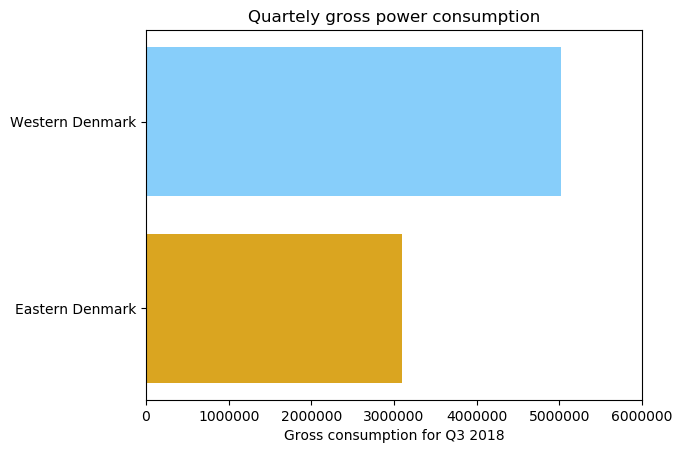 Quartely gross power consumption
Western Denmark
Eastern Denmark
0 1000000 2000000 3000000 4000000 5000000 6000000
Gross consumption for Q3 2018